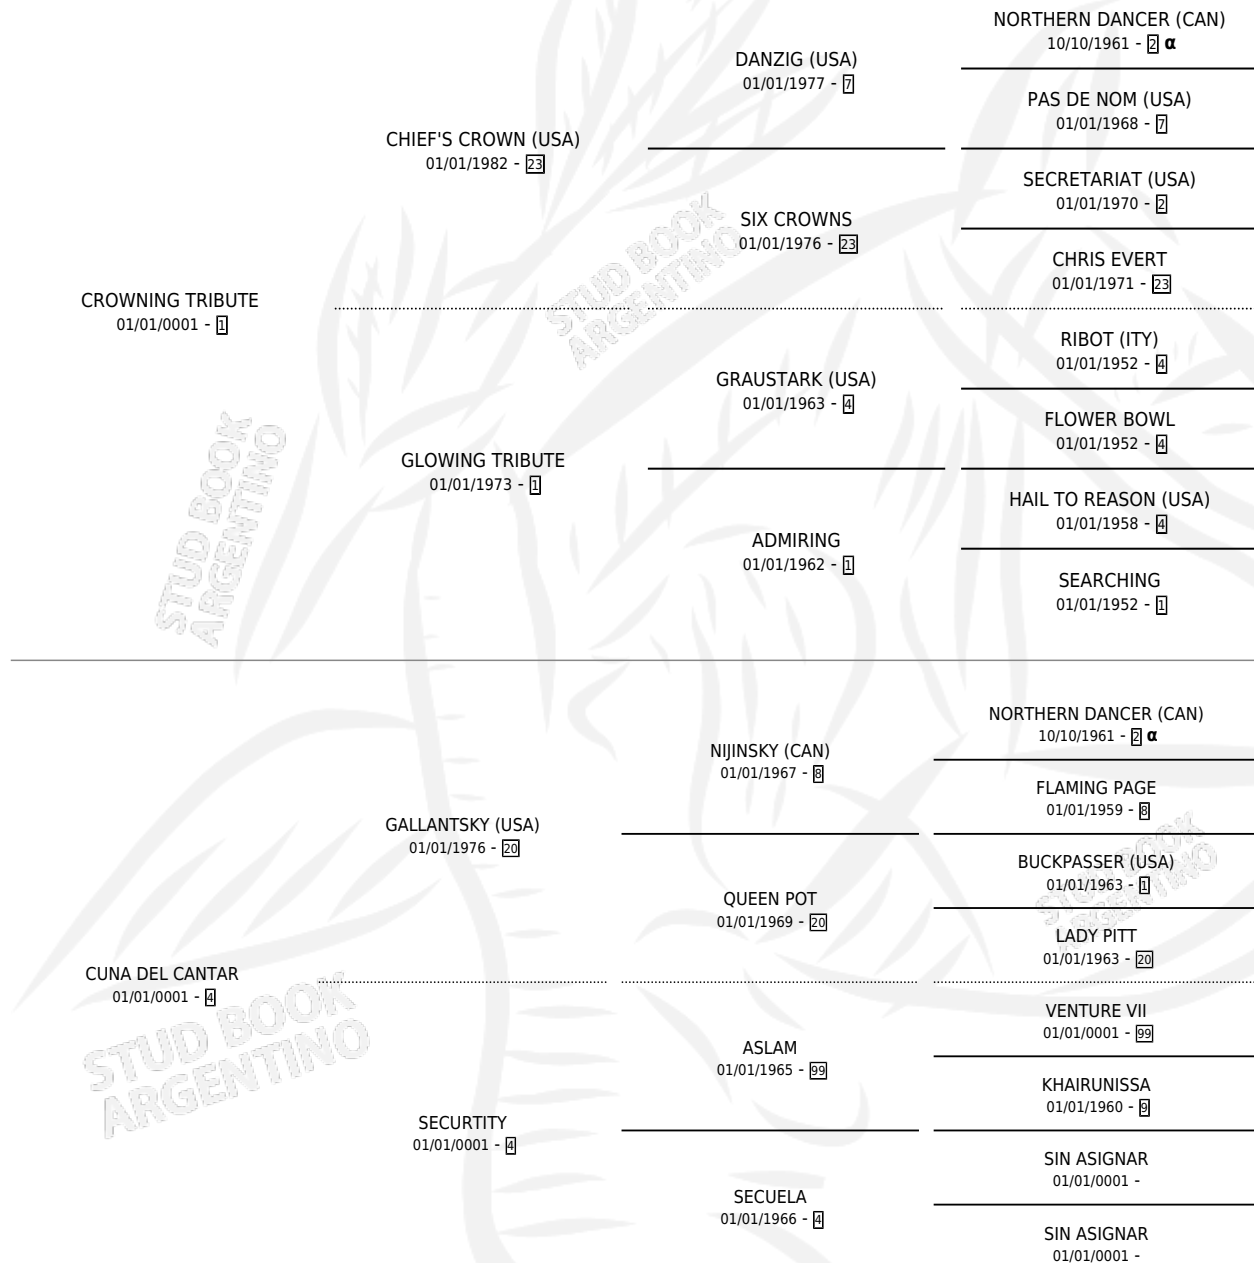 NORTHERN DANCER (CAN)
10/10/1961 - 2 α
DANZIG (USA)
01/01/1977 - 7
PAS DE NOM (USA)
01/01/1968 - 7
CHIEF'S CROWN (USA)
01/01/1982 - 23
SECRETARIAT (USA)
01/01/1970 - 2
SIX CROWNS
01/01/1976 - 23
CHRIS EVERT
01/01/1971 - 23
CROWNING TRIBUTE
01/01/0001 - 1
RIBOT (ITY)
01/01/1952 - 4
GRAUSTARK (USA)
01/01/1963 - 4
FLOWER BOWL
01/01/1952 - 4
GLOWING TRIBUTE
01/01/1973 - 1
HAIL TO REASON (USA)
01/01/1958 - 4
ADMIRING
01/01/1962 - 1
SEARCHING
01/01/1952 - 1
NORTHERN DANCER (CAN)
10/10/1961 - 2 α
NIJINSKY (CAN)
01/01/1967 - 8
FLAMING PAGE
01/01/1959 - 8
GALLANTSKY (USA)
01/01/1976 - 20
BUCKPASSER (USA)
01/01/1963 - 1
QUEEN POT
01/01/1969 - 20
LADY PITT
01/01/1963 - 20
CUNA DEL CANTAR
01/01/0001 - 4
VENTURE VII
01/01/0001 - 99
ASLAM
01/01/1965 - 99
KHAIRUNISSA
01/01/1960 - 9
SECURTITY
01/01/0001 - 4
SIN ASIGNAR
01/01/0001 -
SECUELA
01/01/1966 - 4
SIN ASIGNAR
01/01/0001 -
STUD BOOK
ARGENTINO
STUD BOOK
ARGENTINO
STUD BOOK
ARGENTINO
STUD BOOK
ARGENTINO